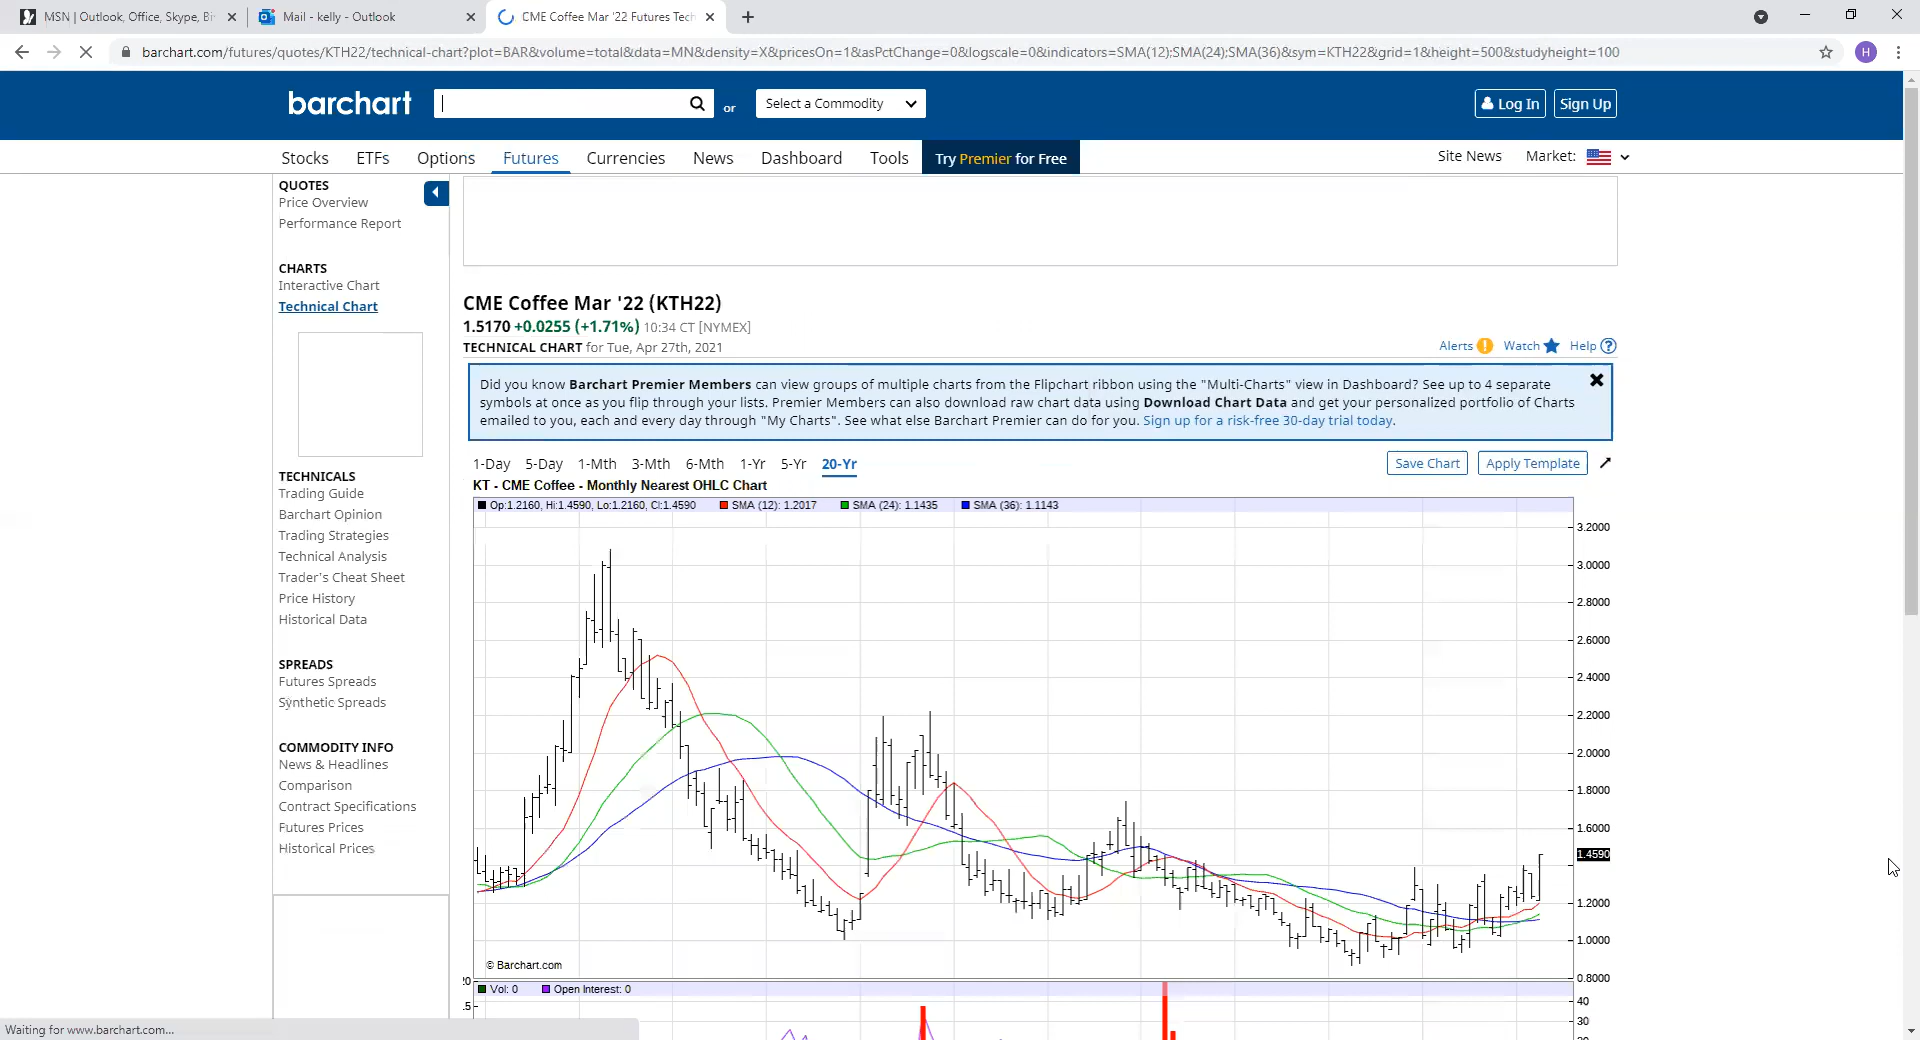 MSN | Outlook, Office, Skype, Bi
Mail - kelly - Outlook
CME Coffee Mar '22 Futures Tech
barchart.com/futures/quotes/KTH22/technical-chart?plot=BAR&volume=total&data=MN&density=X&pricesOn=1&asPctChange=0&logscale=0&indicators=SMA(12);SMA(24);SMA(36)&sym=KTH22&grid=1&height=500&studyheight=100
H
barchart
or
Select a Commodity
Log In
Sign Up
Stocks
ETFs
Options
Futures
Currencies
News
Dashboard
Tools
Try Premier for Free
Site News
Market:
QUOTES
Price Overview
Performance Report
CHARTS
Interactive Chart
Technical Chart
TECHNICALS
Trading Guide
Barchart Opinion
Trading Strategies
Technical Analysis
Trader's Cheat Sheet
Price History
Historical Data
SPREADS
Futures Spreads
Synthetic Spreads
COMMODITY INFO
News & Headlines
Comparison
Contract Specifications
Futures Prices
Historical Prices
CME Coffee Mar '22 (KTH22)
1.5170 +0.0255 (+1.71%) 10:34 CT [NYMEX]
TECHNICAL CHART for Tue, Apr 27th, 2021
Alerts
Watch
Help
Did you know Barchart Premier Members can view groups of multiple charts from the Flipchart ribbon using the "Multi-Charts" view in Dashboard? See up to 4 separate
symbols at once as you flip through your lists. Premier Members can also download raw chart data using Download Chart Data and get your personalized portfolio of Charts
emailed to you, each and every day through "My Charts". See what else Barchart Premier can do for you. Sign up for a risk-free 30-day trial today.
1-Day 5-Day 1-Mth 3-Mth 6-Mth 1-Yr 5-Yr 20-Yr
Save Chart
Apply Template
KT - CME Coffee - Monthly Nearest OHLC Chart
Op:1.2160, Hi:1.4590, Lo:1.2160, Cl:1.4590 SMA (12): 1.2017 SMA (24): 1.1435 SMA (36): 1.1143
3.2000
3.0000
2.8000
2.6000
2.4000
2.2000
2.0000
1.8000
1.6000
1.4590
1.2000
1.0000
0.8000
© Barchart.com
Vol: 0 Open Interest: 0
40
30
Waiting for www.barchart.com...